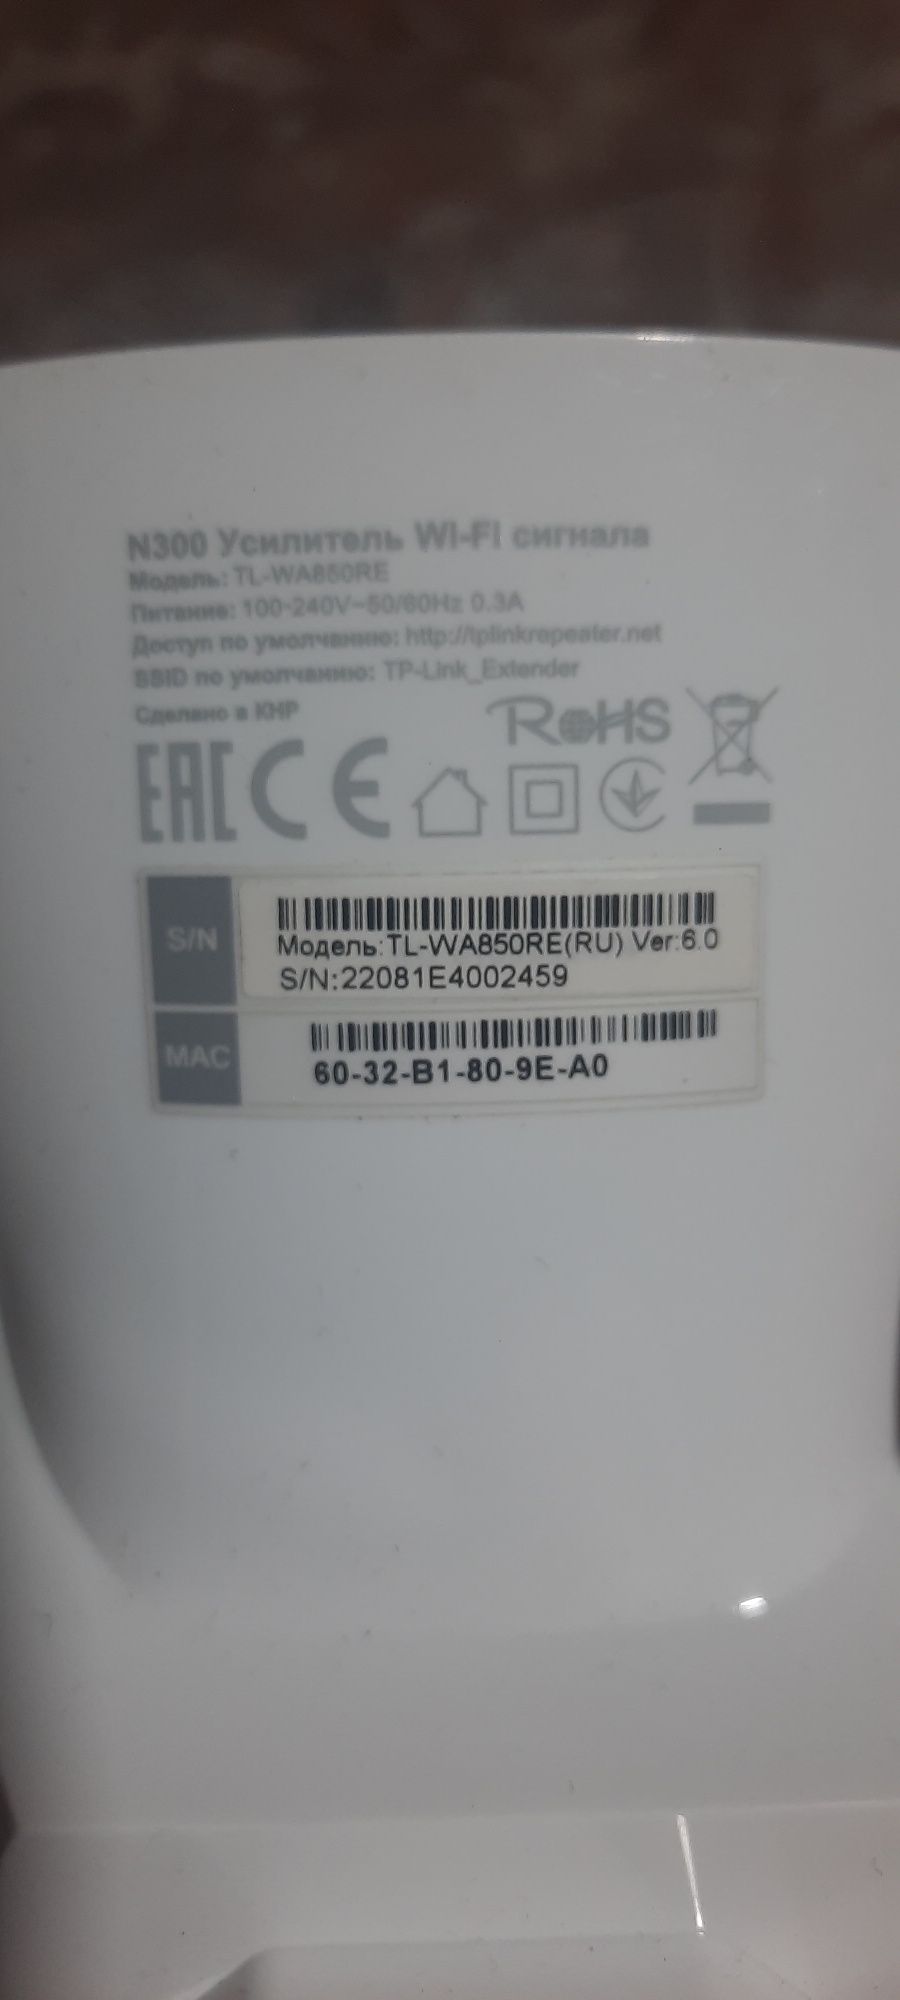 N300 Усилитель Wi-Fi сигнала
Модель: TL-WA850RE
Питание: 100-240V~50/60Hz 0.3A
Доступ по умолчанию: http://tplinkrepeater.net
SSID по умолчанию: TP-Link_Extender
Сделано в КНР
RoHS
EAC CE
S/N
Модель:TL-WA850RE(RU) Ver:6.0
S/N:22081E4002459
MAC
60-32-B1-80-9E-A0